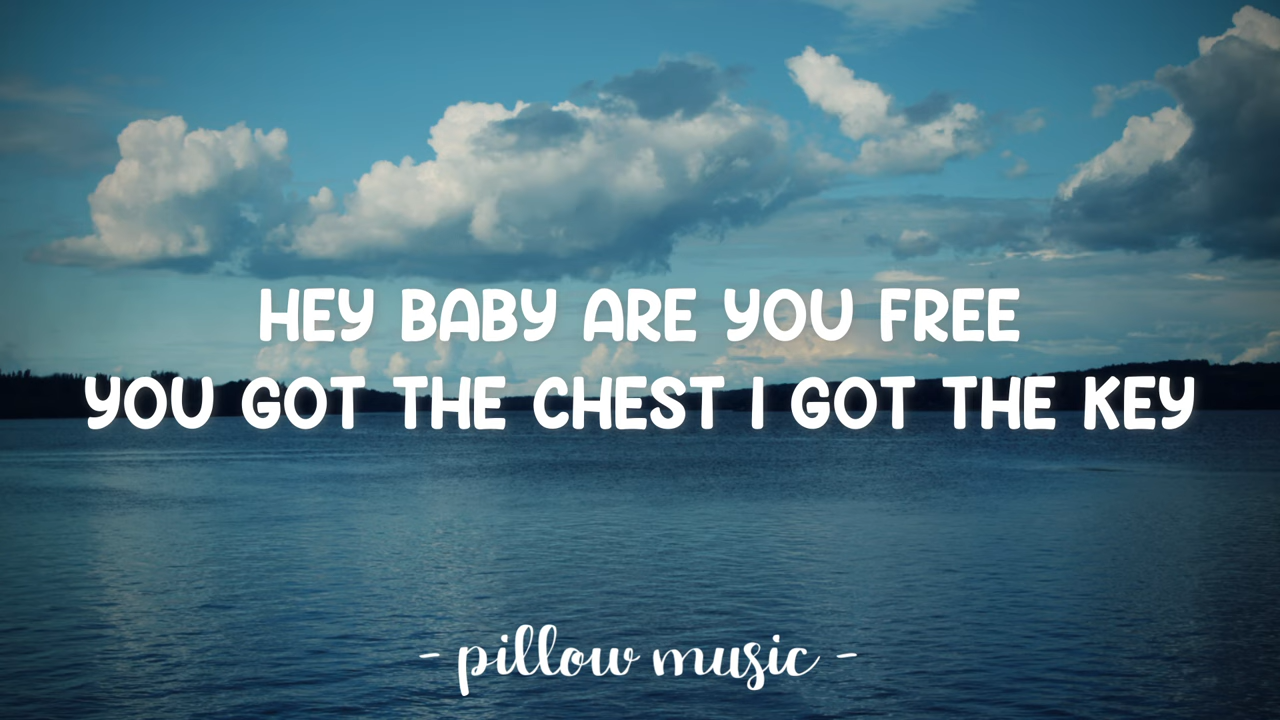 HEY BABY ARE YOU FREE
YOU GOT THE CHEST I GOT THE KEY
- pillow music -